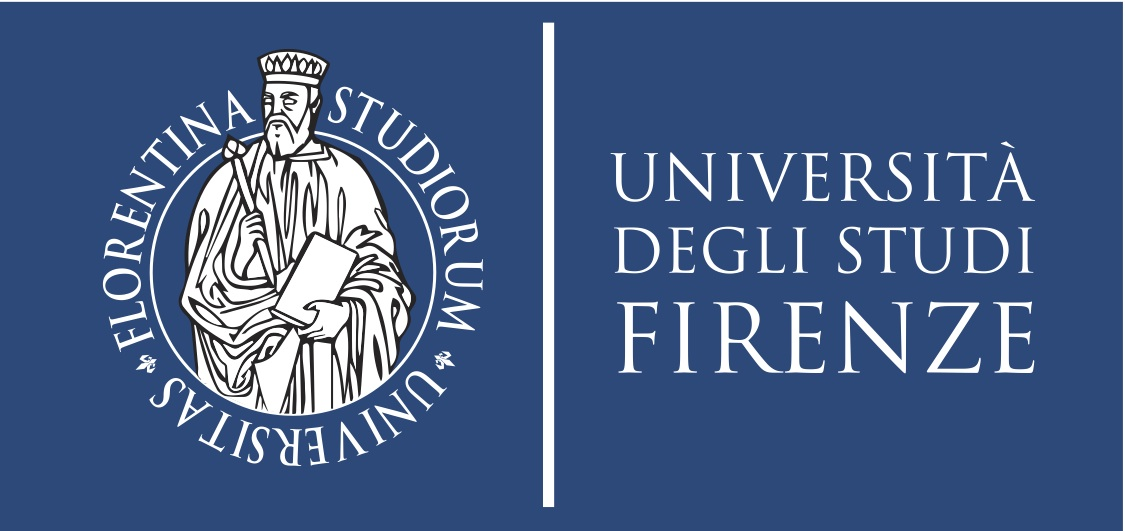 FLORENTINA STUDIORUM UNIVERSITAS
UNIVERSITÀ
DEGLI STUDI
FIRENZE